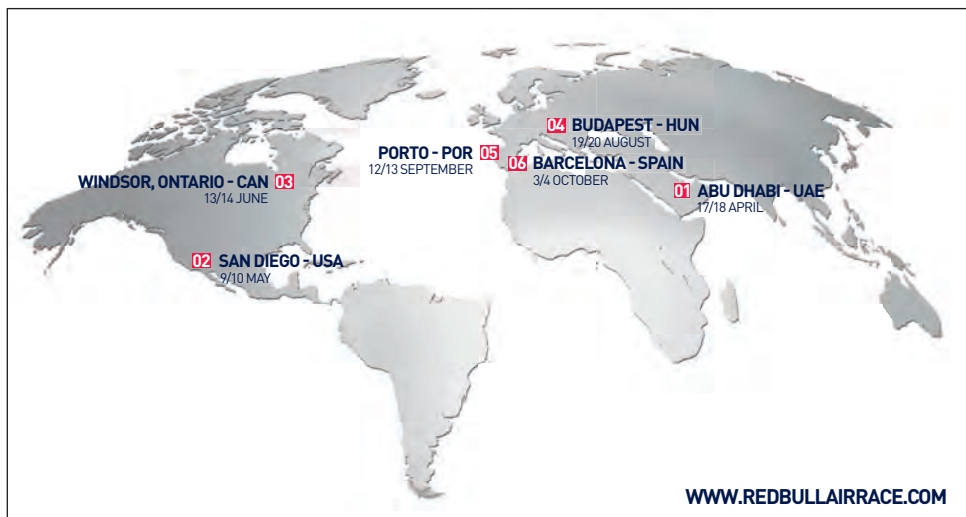 04 BUDAPEST - HUN
19/20 AUGUST
PORTO - POR 05
12/13 SEPTEMBER
06 BARCELONA - SPAIN
3/4 OCTOBER
WINDSOR, ONTARIO - CAN 03
13/14 JUNE
01 ABU DHABI - UAE
17/18 APRIL
02 SAN DIEGO - USA
9/10 MAY
WWW.REDBULLAIRRACE.COM